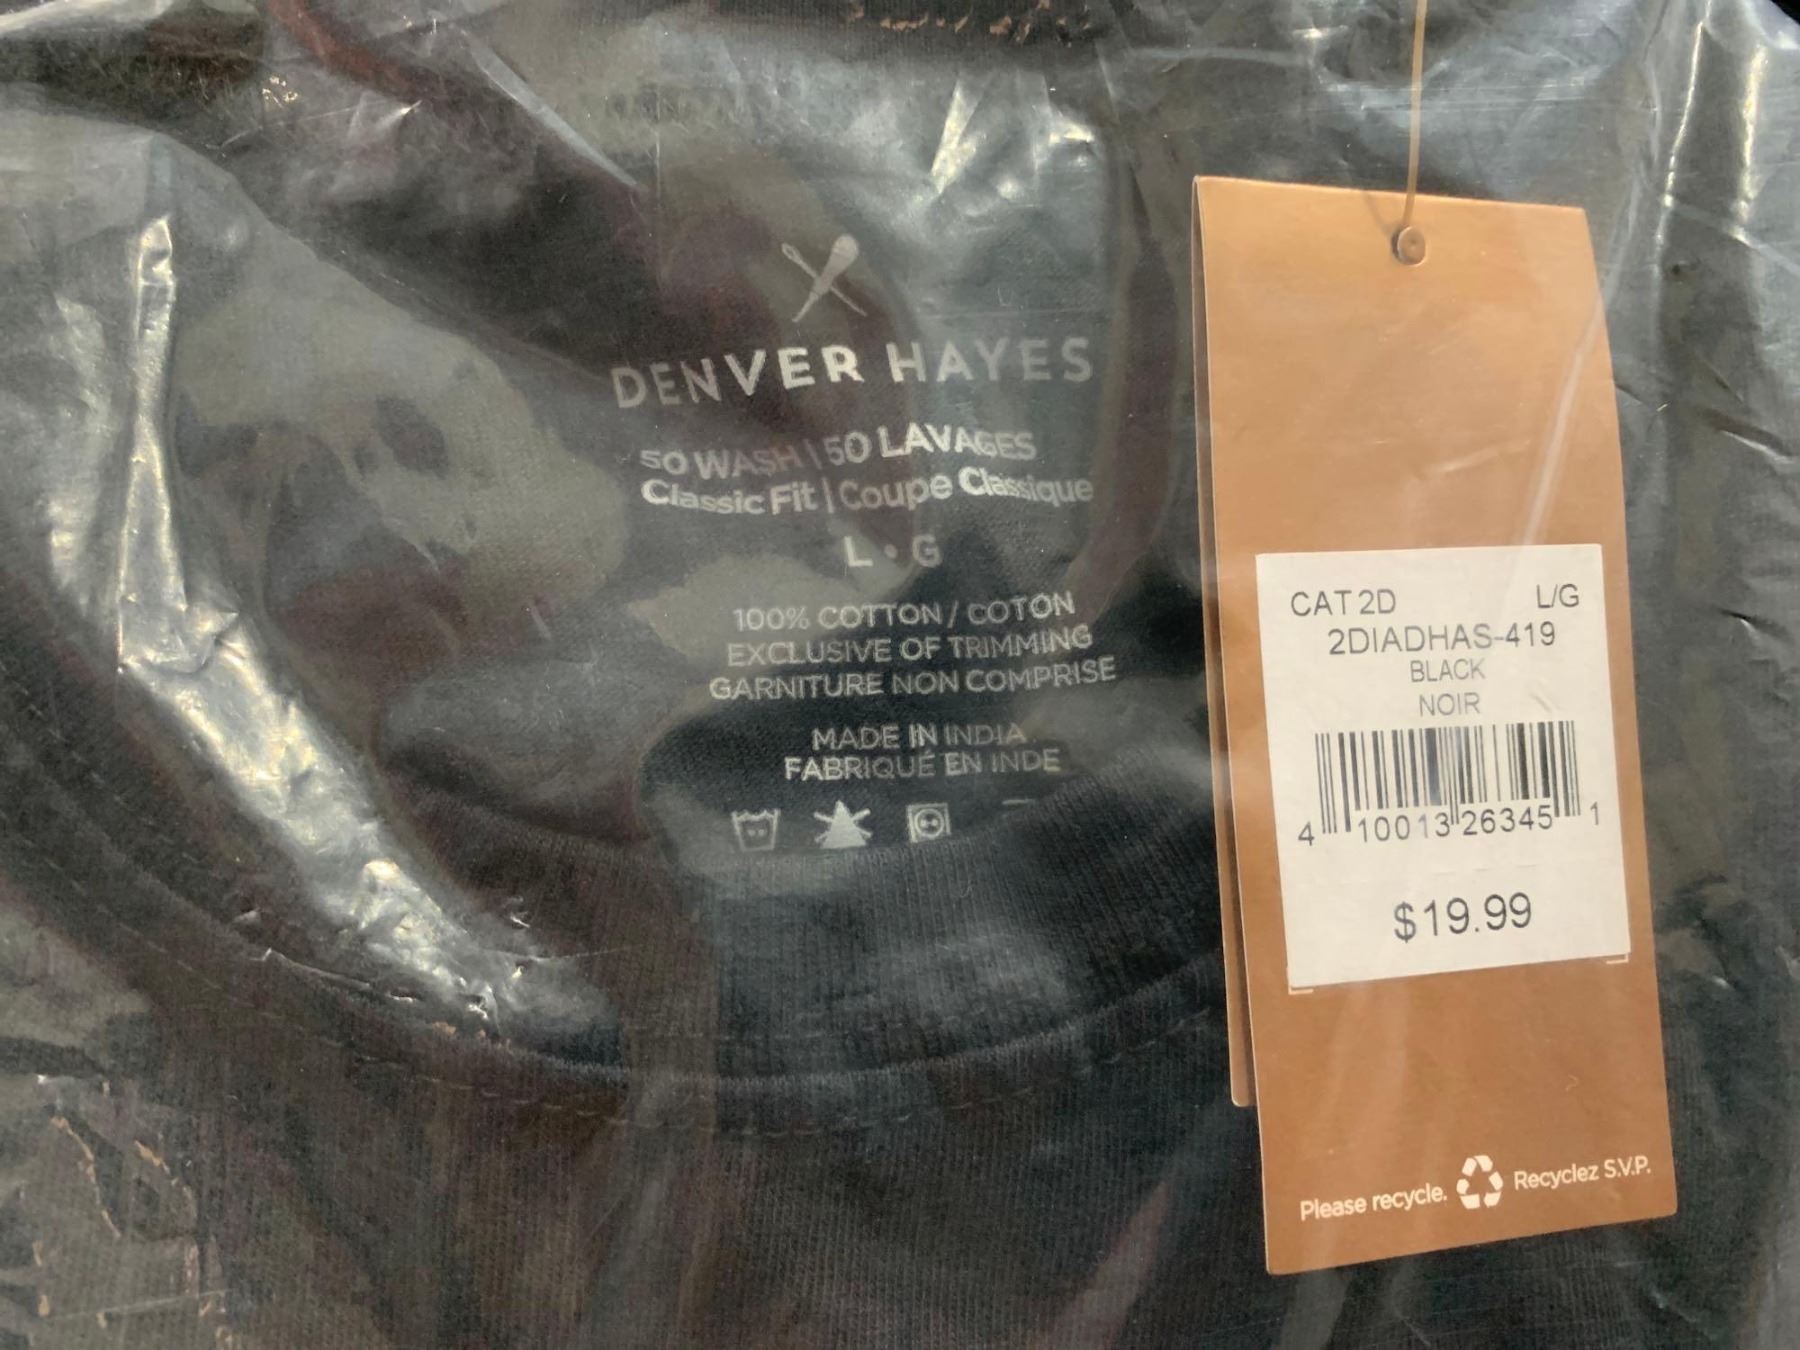 DENVER HAYES
50 WASH | 50 LAVAGES
Classic Fit | Coupe Classique
L • G
100% COTTON / COTON
EXCLUSIVE OF TRIMMING
GARNITURE NON COMPRISE
MADE IN INDIA
FABRIQUÉ EN INDE
CAT 2D L/G
2DIADHAS-419
BLACK
NOIR
4 10013 26345 1
$19.99
Please recycle. Recyclez S.V.P.